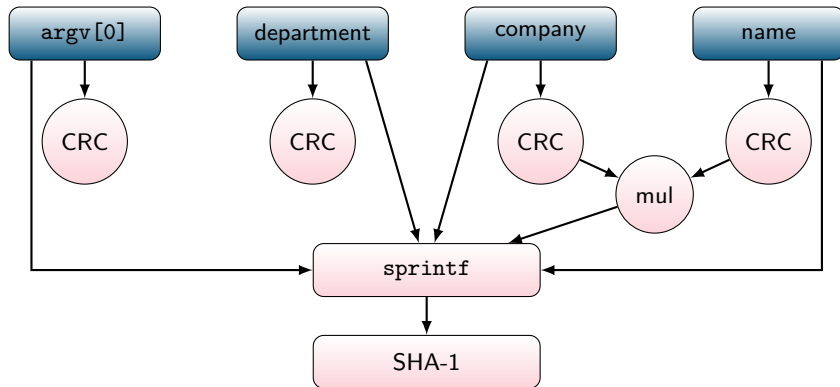 argv[0]
department
company
name
CRC
CRC
CRC
CRC
mul
sprintf
SHA-1